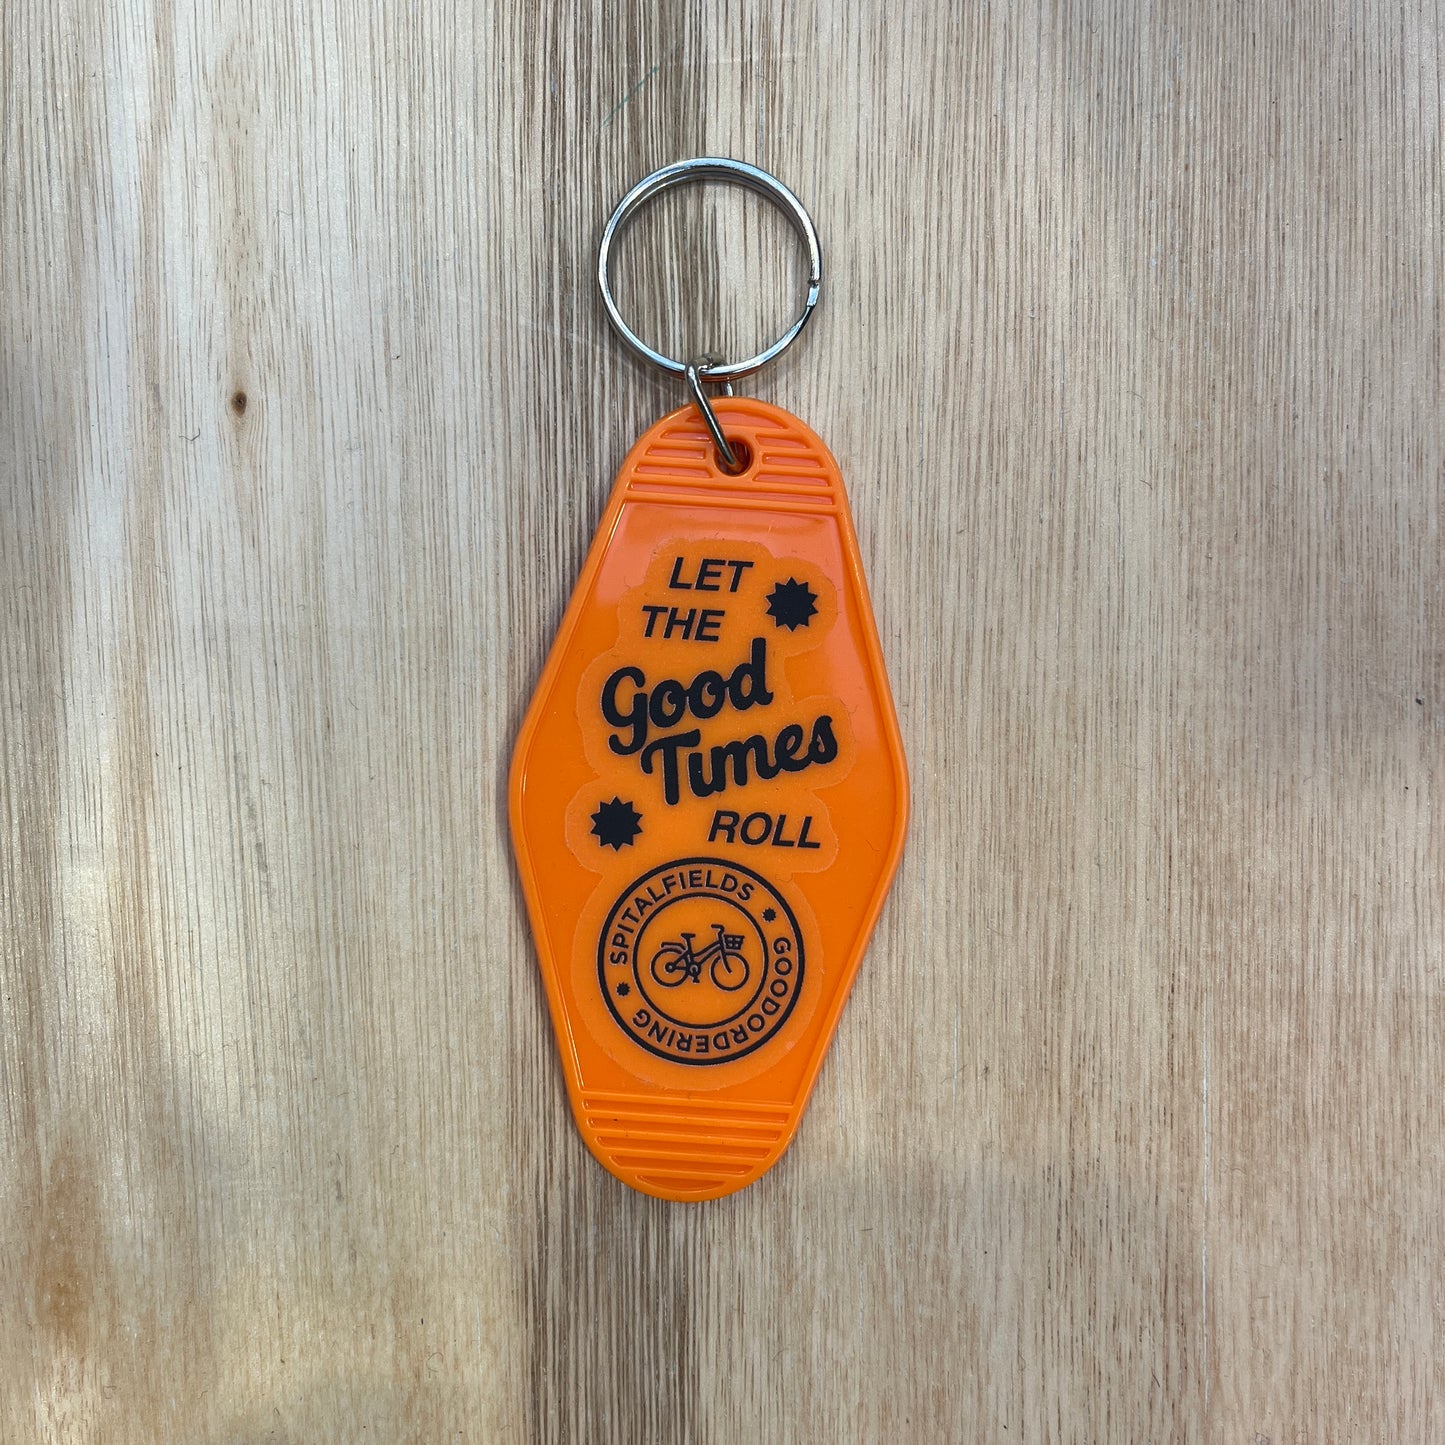 LET
THE
Good
Times
ROLL
SPITALFIELDS
GOODORDERING